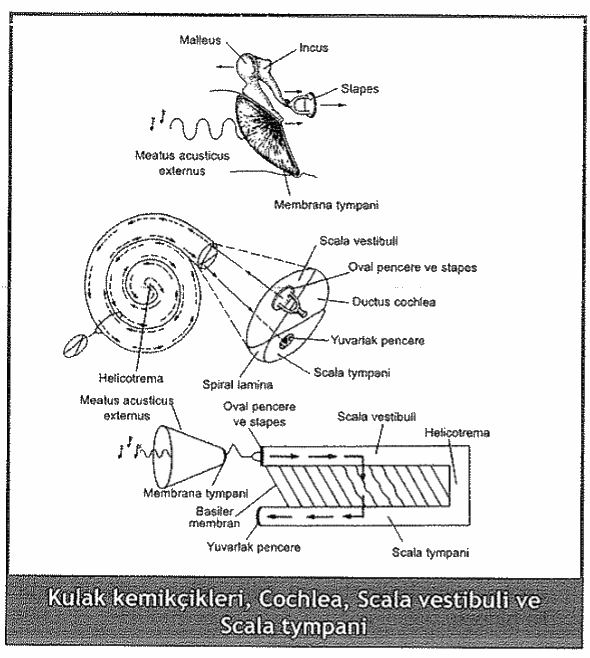 Malleus
Incus
Stapes
Meatus acusticus
externus
Membrana tympani
Scala vestibuli
Oval pencere ve stapes
Ductus cochlea
Yuvarlak pencere
Scala tympani
Spiral lamina
Helicotrema
Meatus acusticus
externus
Oval pencere
ve stapes
Scala vestibuli
Helicotrema
Membrana tympani
Basiler
membran
Yuvarlak pencere
Scala tympani
Kulak kemikçikleri, Cochlea, Scala vestibuli ve
Scala tympani